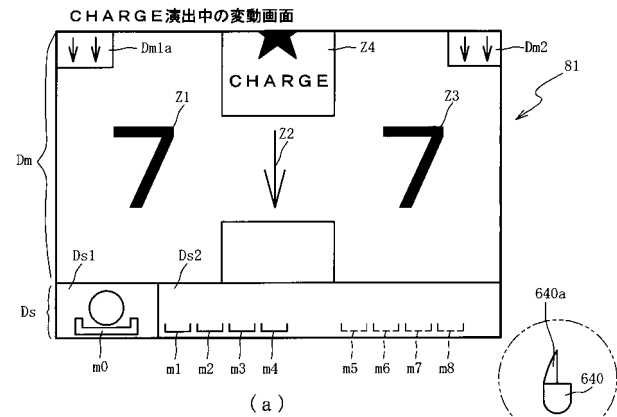 CHARGE演出中の変動画面
Dm1a
Z4
Dm2
CHARGE
81
Z1
Z3
7
Z2
7
Dm
Ds1
Ds2
Ds
640a
m0
m1 m2 m3 m4 m5 m6 m7 m8
640
(a)